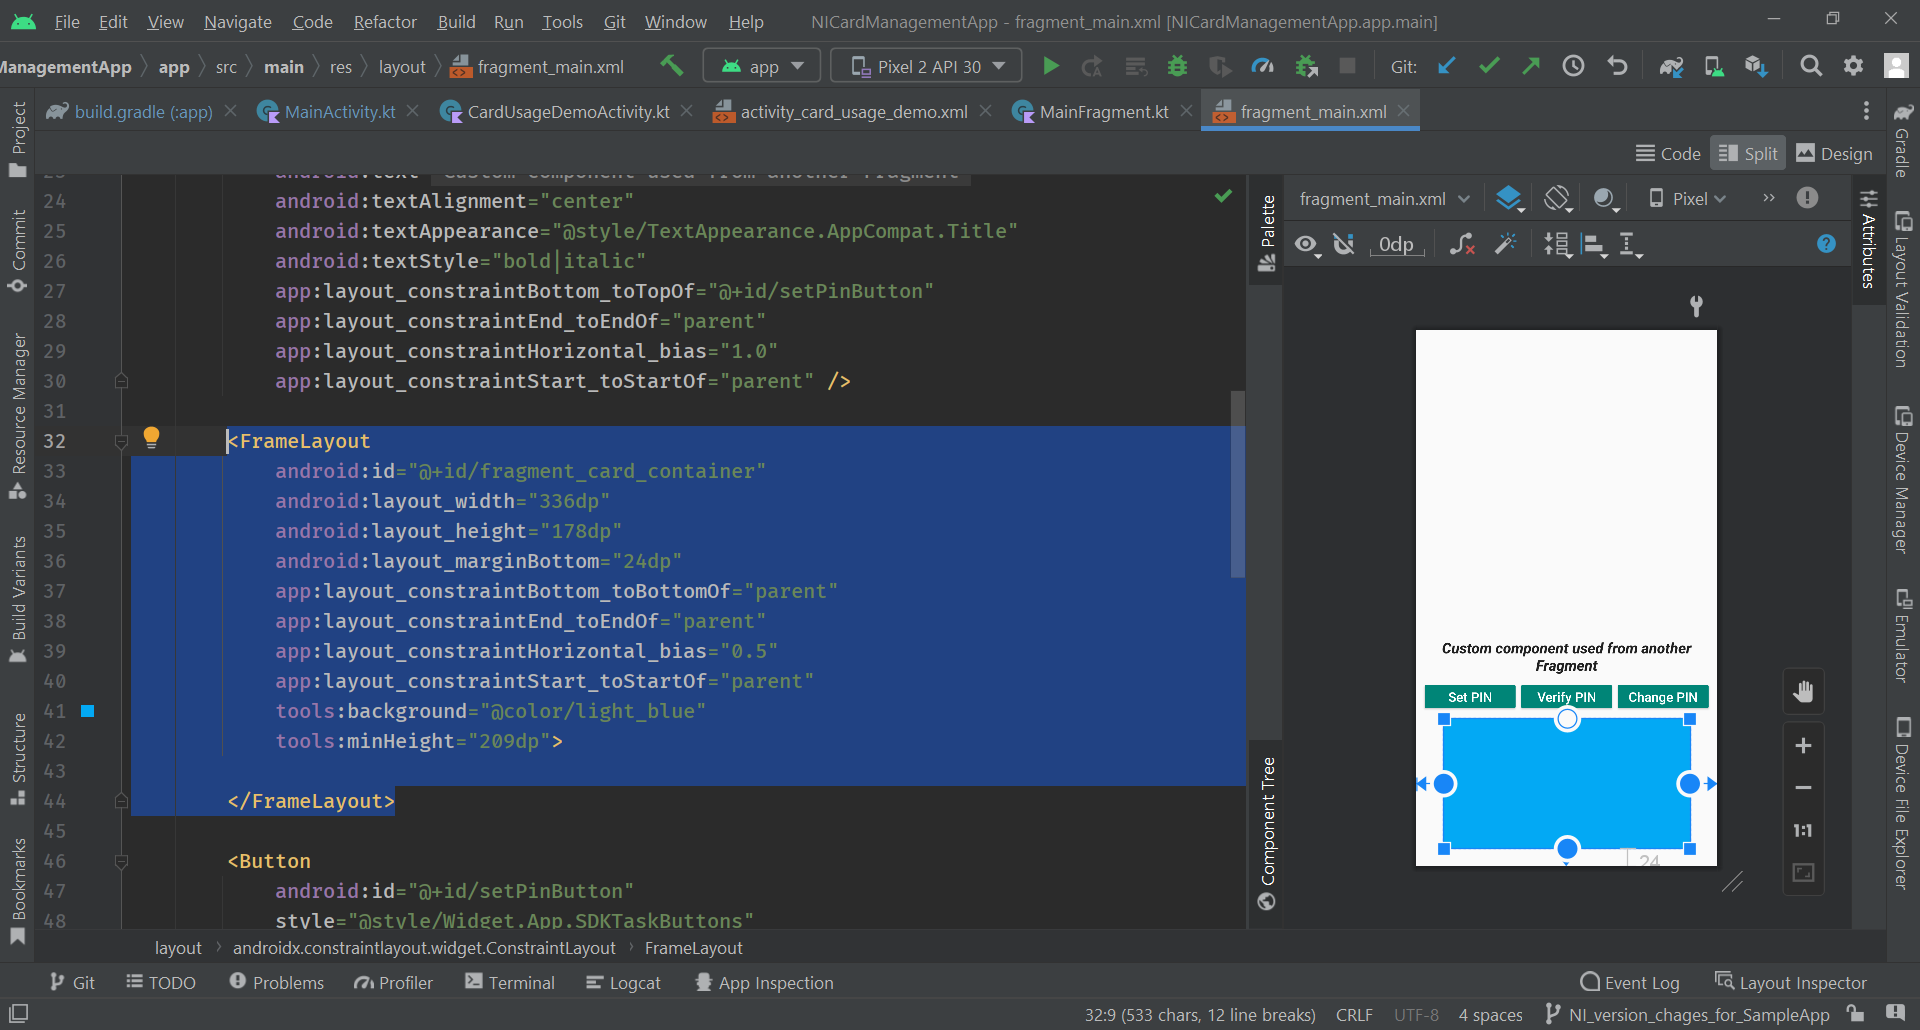 File Edit View Navigate Code Refactor Build Run Tools Git Window Help NICardManagementApp - fragment_main.xml [NICardManagementApp.app.main]
ManagementApp app src main res layout fragment_main.xml app Pixel 2 API 30 Git:
build.gradle (:app) MainActivity.kt CardUsageDemoActivity.kt activity_card_usage_demo.xml MainFragment.kt fragment_main.xml
Code Split Design
24 android:textAlignment="center"
25 android:textAppearance="@style/TextAppearance.AppCompat.Title"
26 android:textStyle="bold|italic"
27 app:layout_constraintBottom_toTopOf="@+id/setPinButton"
28 app:layout_constraintEnd_toEndOf="parent"
29 app:layout_constraintHorizontal_bias="1.0"
30 app:layout_constraintStart_toStartOf="parent" />
31
32 <FrameLayout
33 android:id="@+id/fragment_card_container"
34 android:layout_width="336dp"
35 android:layout_height="178dp"
36 android:layout_marginBottom="24dp"
37 app:layout_constraintBottom_toBottomOf="parent"
38 app:layout_constraintEnd_toEndOf="parent"
39 app:layout_constraintHorizontal_bias="0.5"
40 app:layout_constraintStart_toStartOf="parent"
41 tools:background="@color/light_blue"
42 tools:minHeight="209dp">
43
44 </FrameLayout>
45
46 <Button
47 android:id="@+id/setPinButton"
48 style="@style/Widget.App.SDKTaskButtons"
layout androidx.constraintlayout.widget.ConstraintLayout FrameLayout
Project
Commit
Resource Manager
Build Variants
Structure
Bookmarks
Palette
Component Tree
fragment_main.xml Pixel
0dp
Custom component used from another
Fragment
Set PIN Verify PIN Change PIN
24
1:1
Attributes
Gradle
Layout Validation
Device Manager
Emulator
Device File Explorer
Git TODO Problems Profiler Terminal Logcat App Inspection Event Log Layout Inspector
32:9 (533 chars, 12 line breaks) CRLF UTF-8 4 spaces NI_version_chages_for_SampleApp